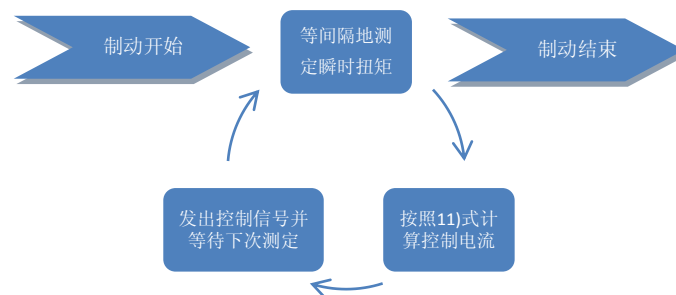 制动开始
等间隔地测
定瞬时扭矩
制动结束
发出控制信号并
等待下次测定
按照11)式计
算控制电流